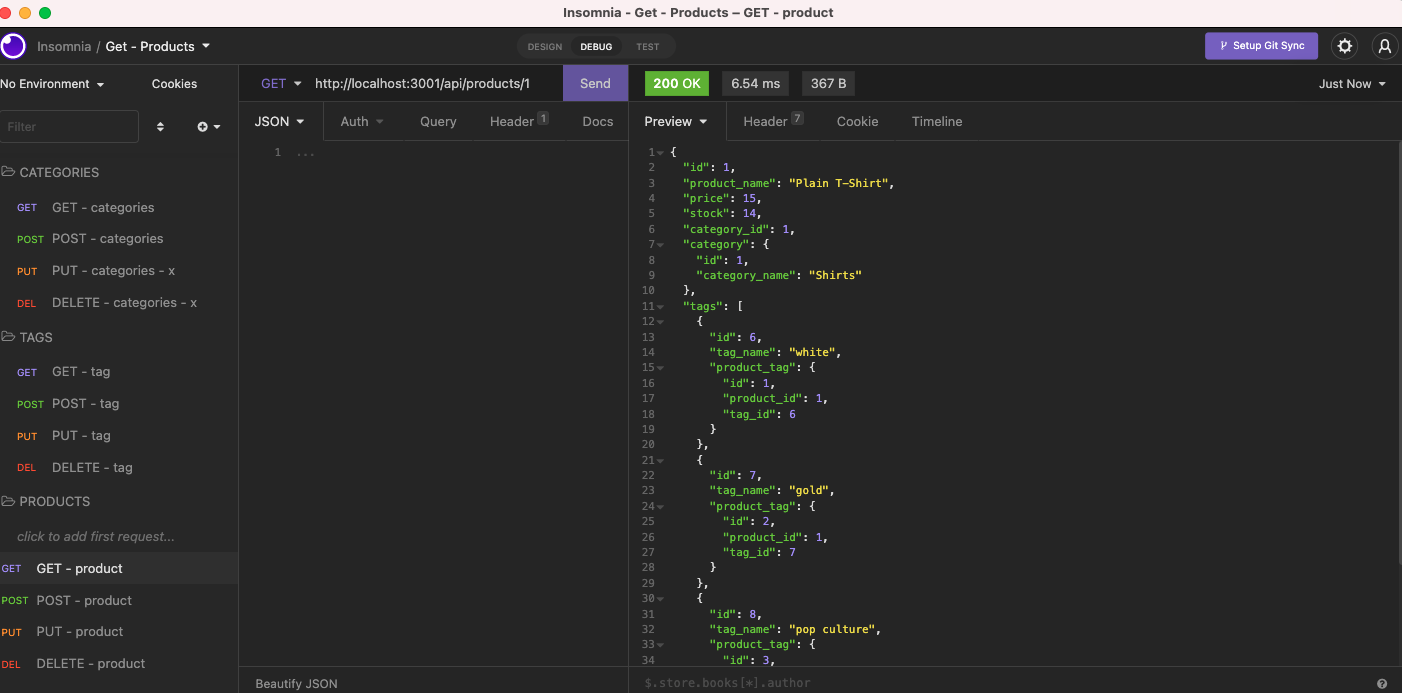 Insomnia - Get - Products – GET - product
Insomnia / Get - Products
DESIGN DEBUG TEST
Setup Git Sync
No Environment Cookies
GET http://localhost:3001/api/products/1 Send
200 OK 6.54 ms 367 B Just Now
Filter
JSON Auth Query Header 1 Docs
Preview Header 7 Cookie Timeline
CATEGORIES
GET GET - categories
POST POST - categories
PUT PUT - categories - x
DEL DELETE - categories - x
TAGS
GET GET - tag
POST POST - tag
PUT PUT - tag
DEL DELETE - tag
PRODUCTS
click to add first request...
GET GET - product
POST POST - product
PUT PUT - product
DEL DELETE - product
1 ...
Beautify JSON
1 {
2 "id": 1,
3 "product_name": "Plain T-Shirt",
4 "price": 15,
5 "stock": 14,
6 "category_id": 1,
7 "category": {
8 "id": 1,
9 "category_name": "Shirts"
10 },
11 "tags": [
12 {
13 "id": 6,
14 "tag_name": "white",
15 "product_tag": {
16 "id": 1,
17 "product_id": 1,
18 "tag_id": 6
19 }
20 },
21 {
22 "id": 7,
23 "tag_name": "gold",
24 "product_tag": {
25 "id": 2,
26 "product_id": 1,
27 "tag_id": 7
28 }
29 },
30 {
31 "id": 8,
32 "tag_name": "pop culture",
33 "product_tag": {
34 "id": 3,
$.store.books[*].author